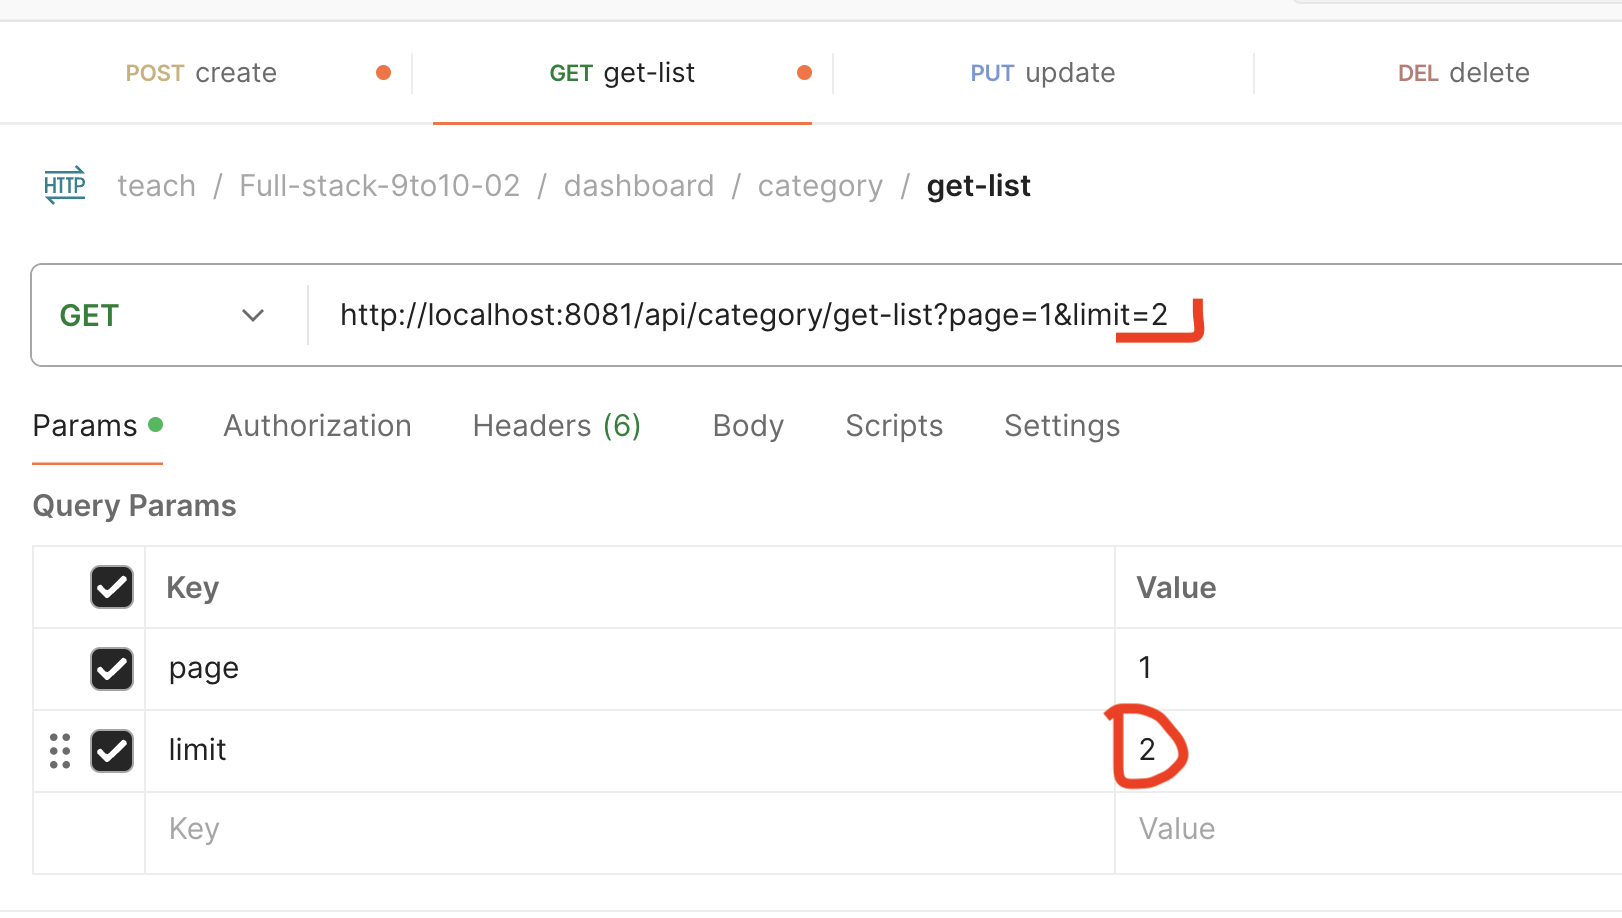 POST create GET get-list PUT update DEL delete
HTTP teach / Full-stack-9to10-02 / dashboard / category / get-list
GET http://localhost:8081/api/category/get-list?page=1&limit=2
Params Authorization Headers (6) Body Scripts Settings
Query Params
Key Value
page 1
limit 2
Key Value